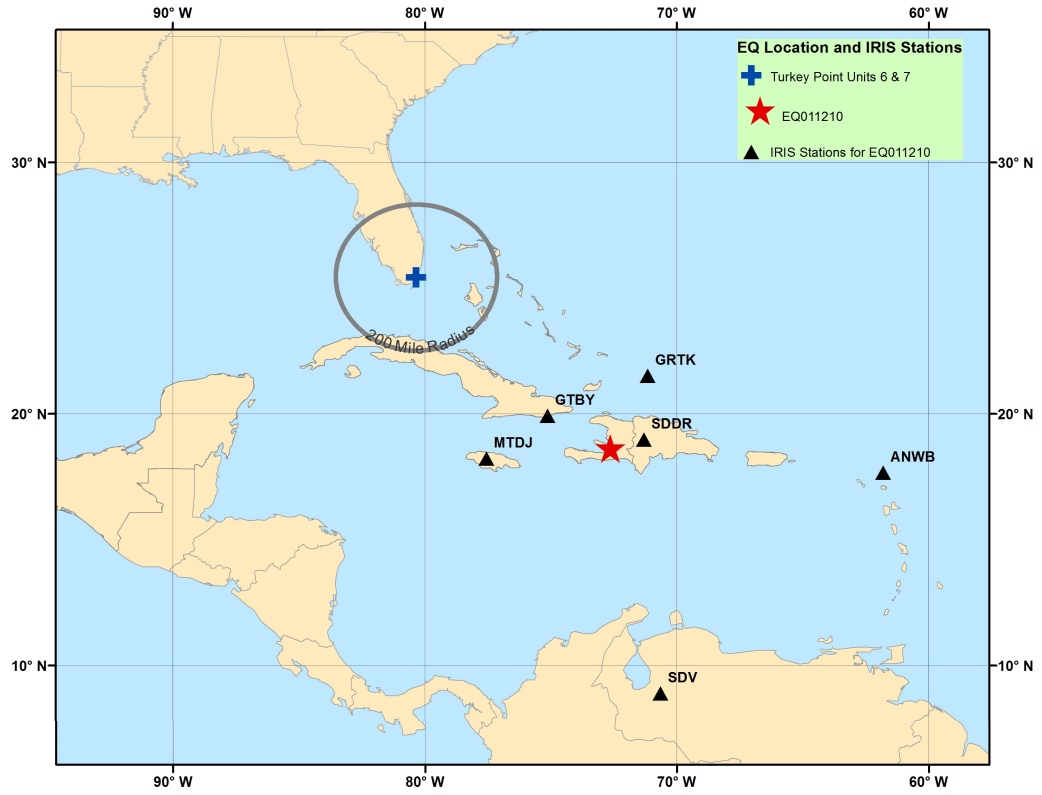 90° W 80° W 70° W 60° W
EQ Location and IRIS Stations
Turkey Point Units 6 & 7
EQ011210
IRIS Stations for EQ011210
30° N 30° N
200 Mile Radius
GRTK
GTBY
20° N 20° N
SDDR
MTDJ
ANWB
10° N 10° N
SDV
90° W 80° W 70° W 60° W